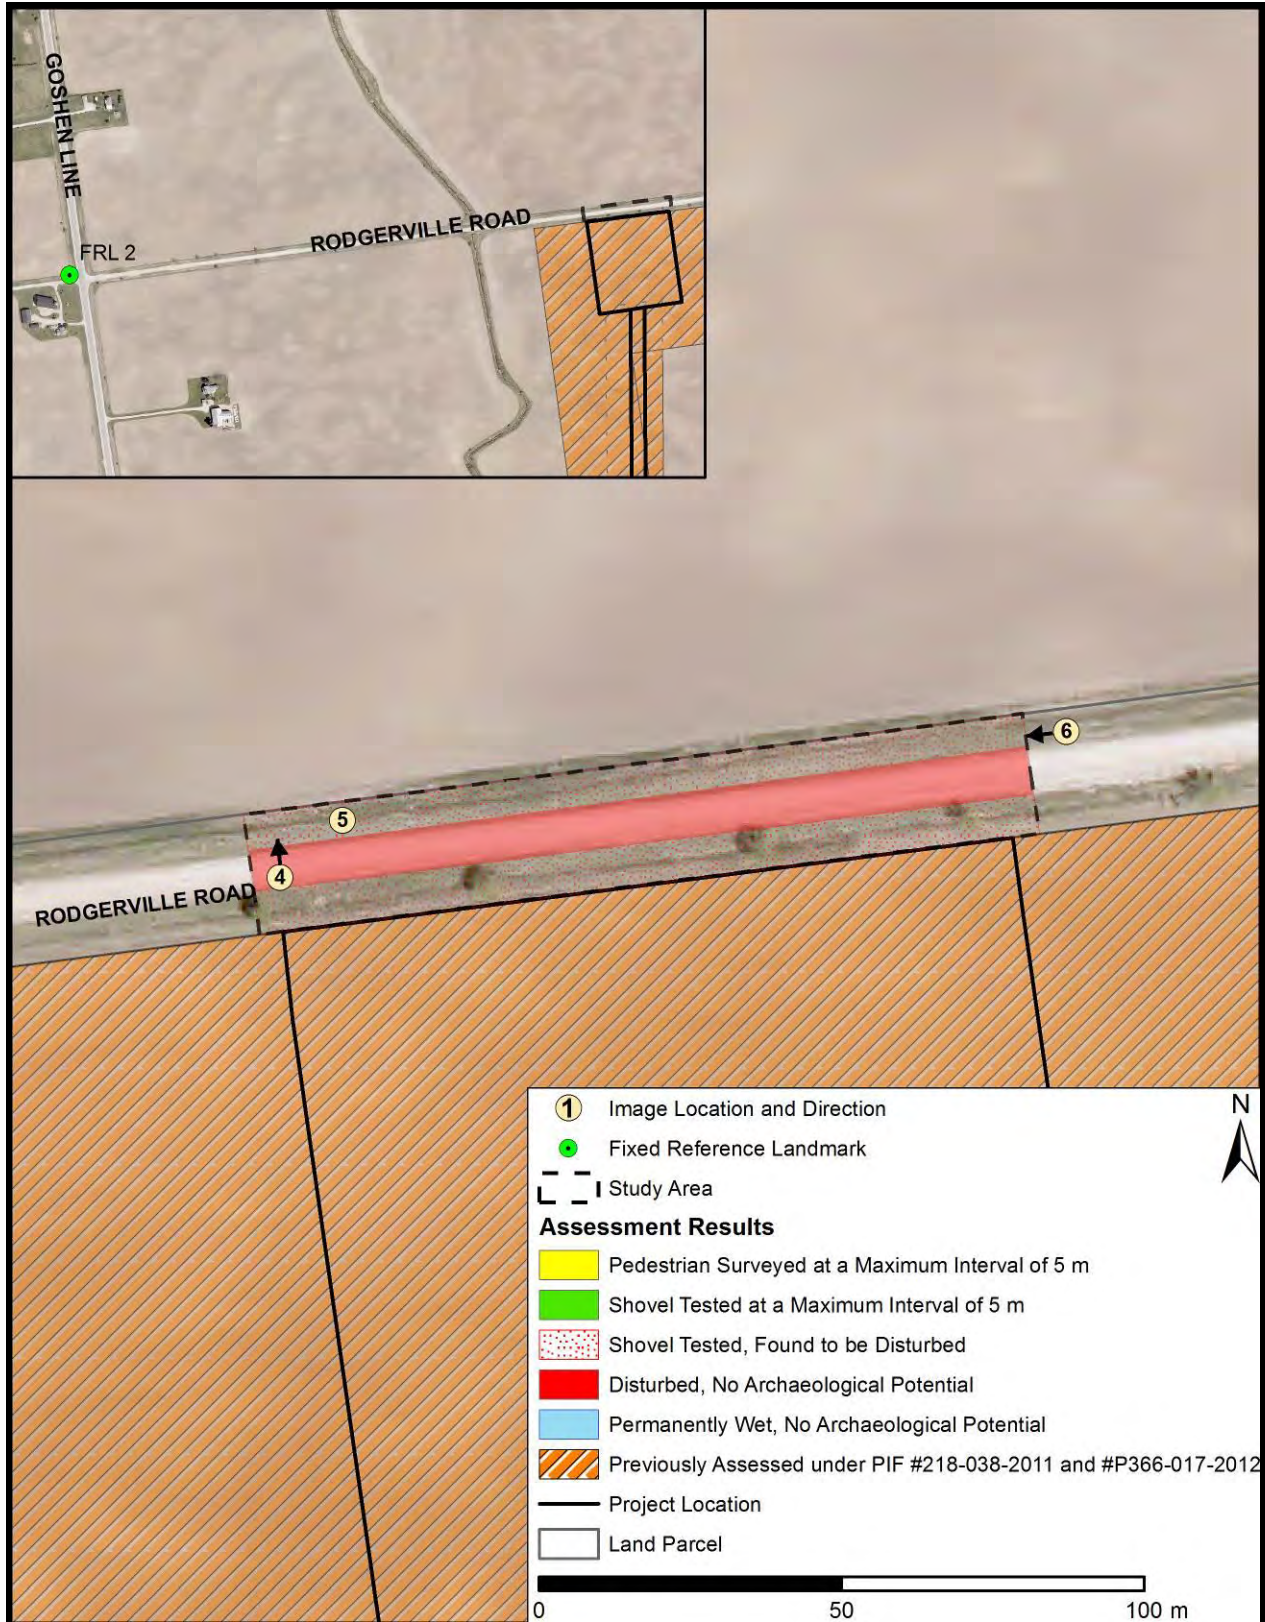 GOSHEN LINE
FRL 2
RODGERVILLE ROAD
6
5
4
RODGERVILLE ROAD
1 Image Location and Direction
N
Fixed Reference Landmark
Study Area
Assessment Results
Pedestrian Surveyed at a Maximum Interval of 5 m
Shovel Tested at a Maximum Interval of 5 m
Shovel Tested, Found to be Disturbed
Disturbed, No Archaeological Potential
Permanently Wet, No Archaeological Potential
Previously Assessed under PIF #218-038-2011 and #P366-017-2012
Project Location
Land Parcel
0 50 100 m